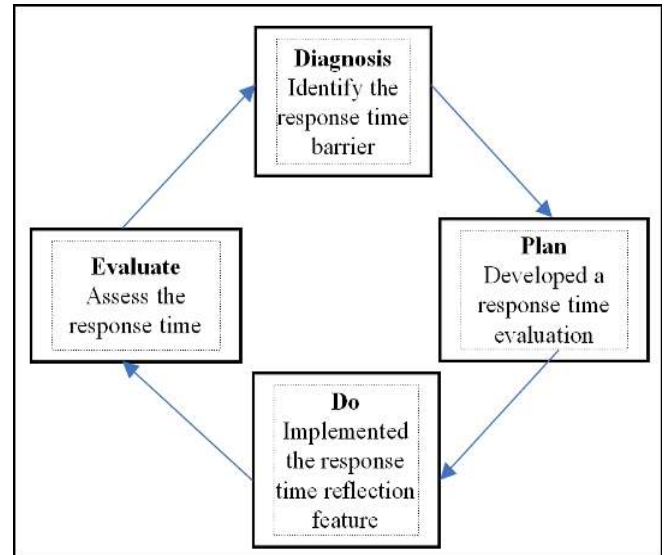 Diagnosis
Identify the
response time
barrier
Plan
Developed a
response time
evaluation
Do
Implemented
the response
time reflection
feature
Evaluate
Assess the
response time